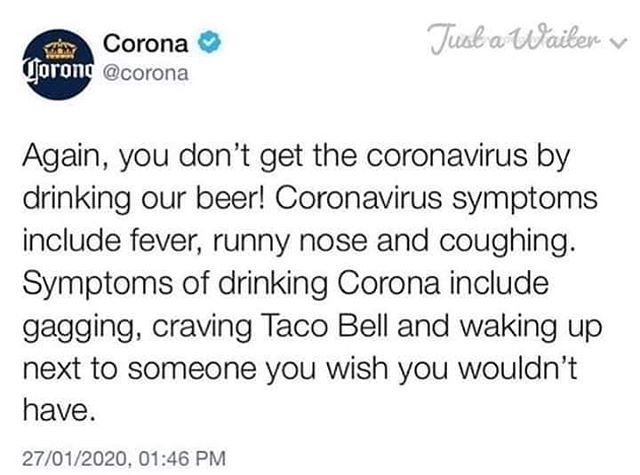 Corona
Just a Waiter
Corona
@corona
Again, you don't get the coronavirus by
drinking our beer! Coronavirus symptoms
include fever, runny nose and coughing.
Symptoms of drinking Corona include
gagging, craving Taco Bell and waking up
next to someone you wish you wouldn't
have.
27/01/2020, 01:46 PM